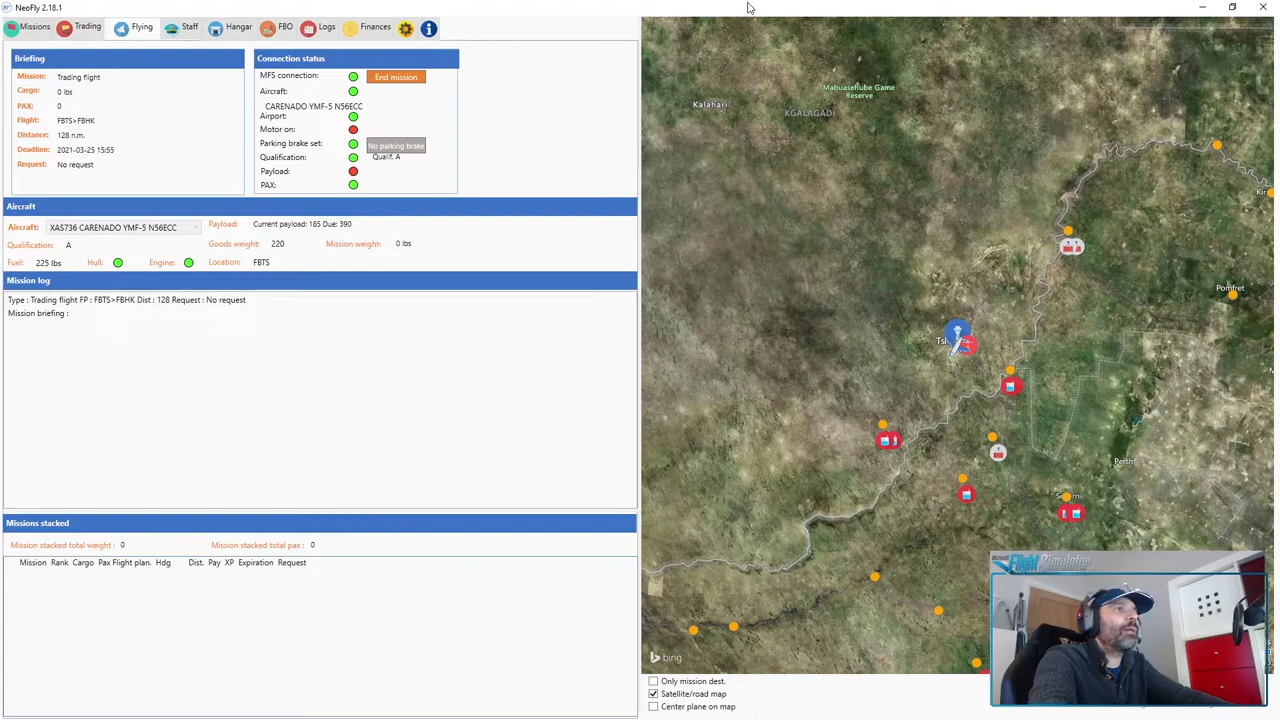 NeoFly 2.18.1
Missions Trading Flying Staff Hangar FBO Logs Finances
Briefing
Mission: Trading flight
Cargo: 0 lbs
PAX: 0
Flight: FBTS>FBHK
Distance: 128 n.m.
Deadline: 2021-03-25 15:55
Request: No request
Connection status
MFS connection: End mission
Aircraft:
CARENADO YMF-5 N56ECC
Airport:
Motor on:
Parking brake set: No parking brake
Qualification: Qualif. A
Payload:
PAX:
Aircraft
Aircraft: XAS736 CARENADO YMF-5 N56ECC Payload: Current payload: 185 Due: 390
Qualification: A Goods weight: 220 Mission weight: 0 lbs
Fuel: 225 lbs Hull: Engine: Location: FBTS
Mission log
Type : Trading flight FP : FBTS>FBHK Dist : 128 Request : No request
Mission briefing :
Missions stacked
Mission stacked total weight : 0 Mission stacked total pax : 0
Mission Rank Cargo Pax Flight plan. Hdg Dist. Pay XP Expiration Request
Mabuasehube Game
Reserve
Kalahari
KGALAGADI
Pomfret
Perth
bing
Flight Simulator
Only mission dest.
Satellite/road map
Center plane on map